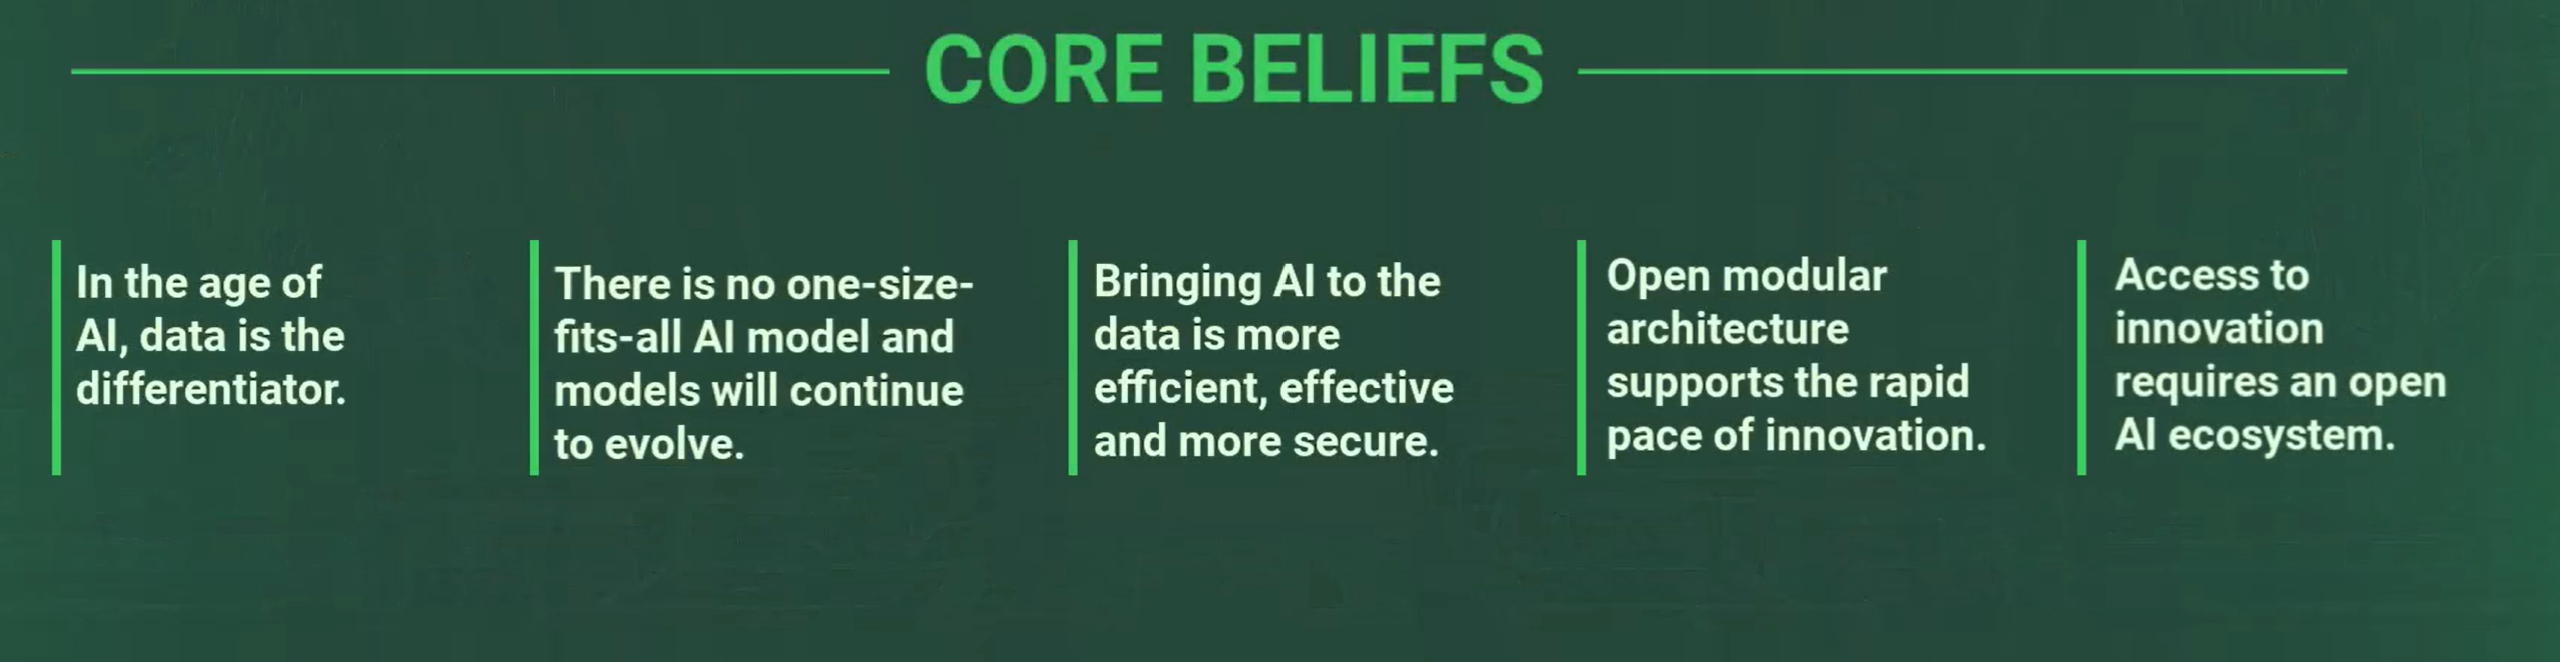 CORE BELIEFS
In the age of
AI, data is the
differentiator.
There is no one-size-
fits-all AI model and
models will continue
to evolve.
Bringing AI to the
data is more
efficient, effective
and more secure.
Open modular
architecture
supports the rapid
pace of innovation.
Access to
innovation
requires an open
AI ecosystem.